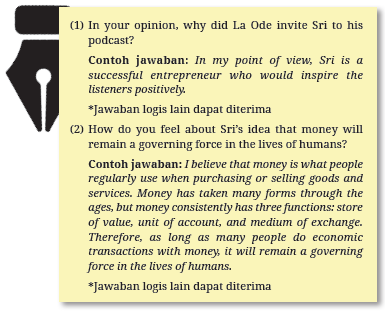 (1) In your opinion, why did La Ode invite Sri to his
podcast?
Contoh jawaban: In my point of view, Sri is a
successful entrepreneur who would inspire the
listeners positively.
*Jawaban logis lain dapat diterima
(2) How do you feel about Sri's idea that money will
remain a governing force in the lives of humans?
Contoh jawaban: I believe that money is what people
regularly use when purchasing or selling goods and
services. Money has taken many forms through the
ages, but money consistently has three functions: store
of value, unit of account, and medium of exchange.
Therefore, as long as many people do economic
transactions with money, it will remain a governing
force in the lives of humans.
*Jawaban logis lain dapat diterima